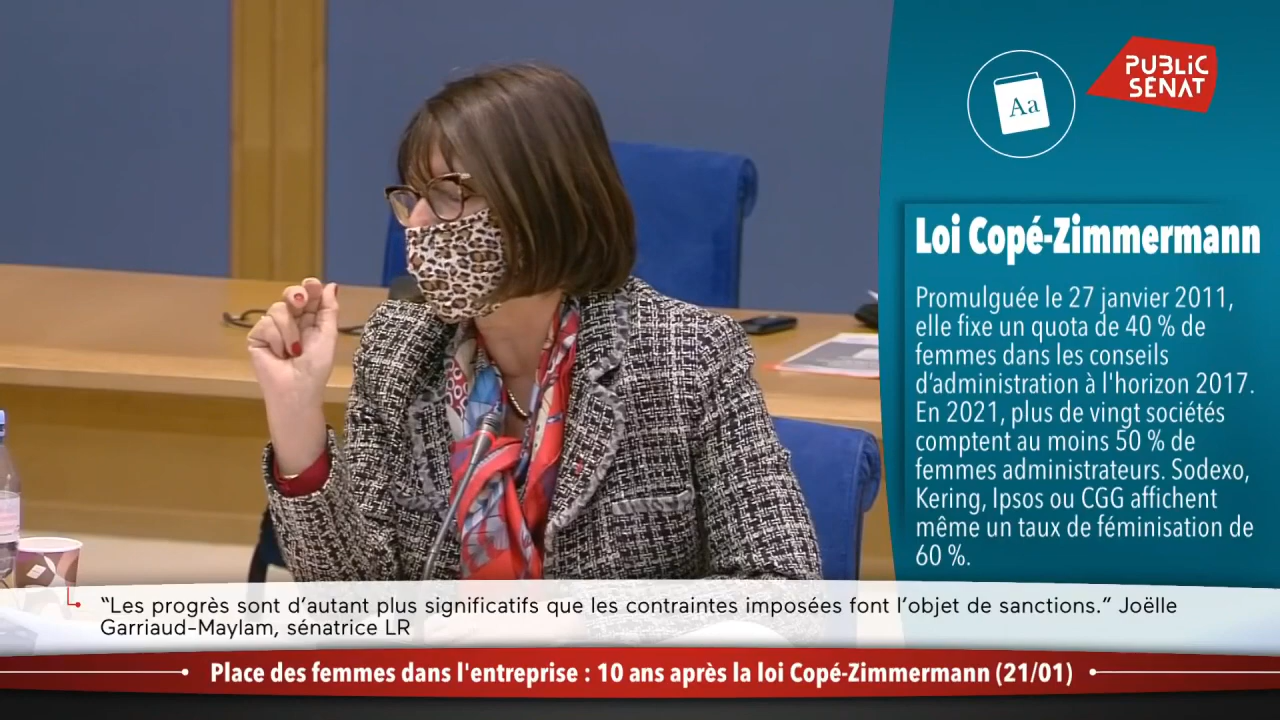 PUBLIC
SÉNAT
Aa
Loi Copé-Zimmermann
Promulguée le 27 janvier 2011,
elle fixe un quota de 40 % de
femmes dans les conseils
d'administration à l'horizon 2017.
En 2021, plus de vingt sociétés
comptent au moins 50 % de
femmes administrateurs. Sodexo,
Kering, Ipsos ou CGG affichent
même un taux de féminisation de
60 %.
“Les progrès sont d’autant plus significatifs que les contraintes imposées font l’objet de sanctions.” Joëlle
Garriaud-Maylam, sénatrice LR
Place des femmes dans l'entreprise : 10 ans après la loi Copé-Zimmermann (21/01)